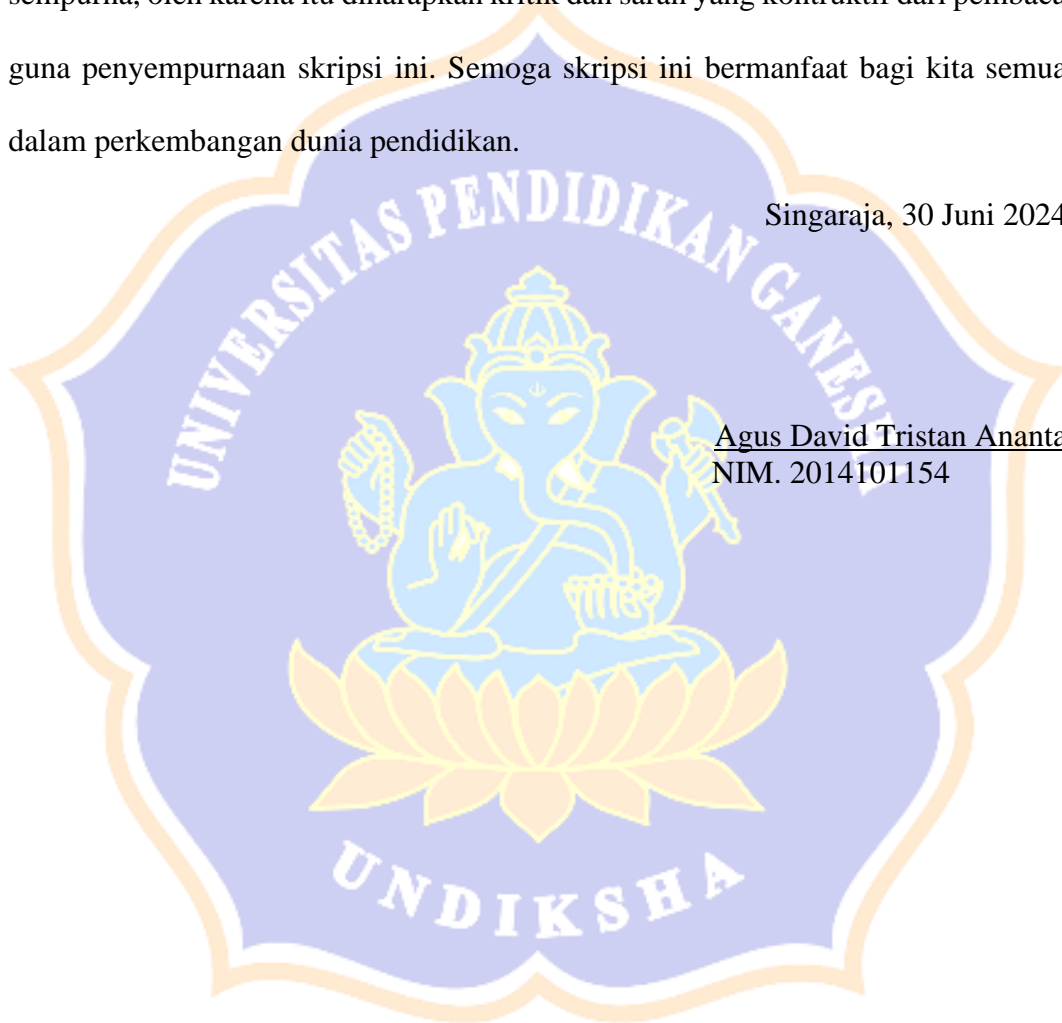 sempurna, oleh karena itu diharapkan kritik dan saran yang kontruktif dari pembaca
guna penyempurnaan skripsi ini. Semoga skripsi ini bermanfaat bagi kita semua
dalam perkembangan dunia pendidikan.
Singaraja, 30 Juni 2024
UNIVERSITAS PENDIDIKAN GANESHA
Agus David Tristan Ananta
NIM. 2014101154
UNDIKSHA